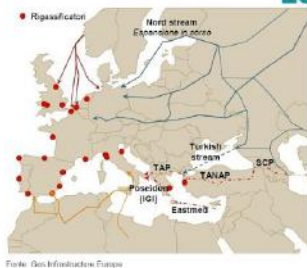 Rigassificatori
Nord stream
Espansione in corso
Turkish
stream
SCP
TAP
TANAP
Poseidon
(IGI)
Eastmed
Fonte: Gas Infrastructure Europe